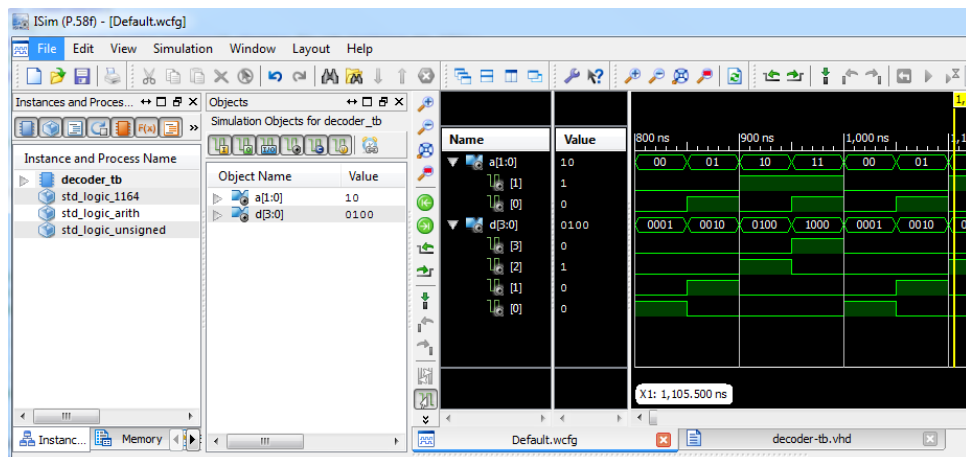 ISim (P.58f) - [Default.wcfg]
File Edit View Simulation Window Layout Help
Instances and Proces...
Instance and Process Name
decoder_tb
std_logic_1164
std_logic_arith
std_logic_unsigned
Instanc... Memory
Objects
Simulation Objects for decoder_tb
Object Name Value
a[1:0] 10
d[3:0] 0100
Name Value
a[1:0] 10
[1] 1
[0] 0
d[3:0] 0100
[3] 0
[2] 1
[1] 0
[0] 0
800 ns 900 ns 1,000 ns
00 01 10 11 00 01
0001 0010 0100 1000 0001 0010
X1: 1,105.500 ns
Default.wcfg decoder-tb.vhd